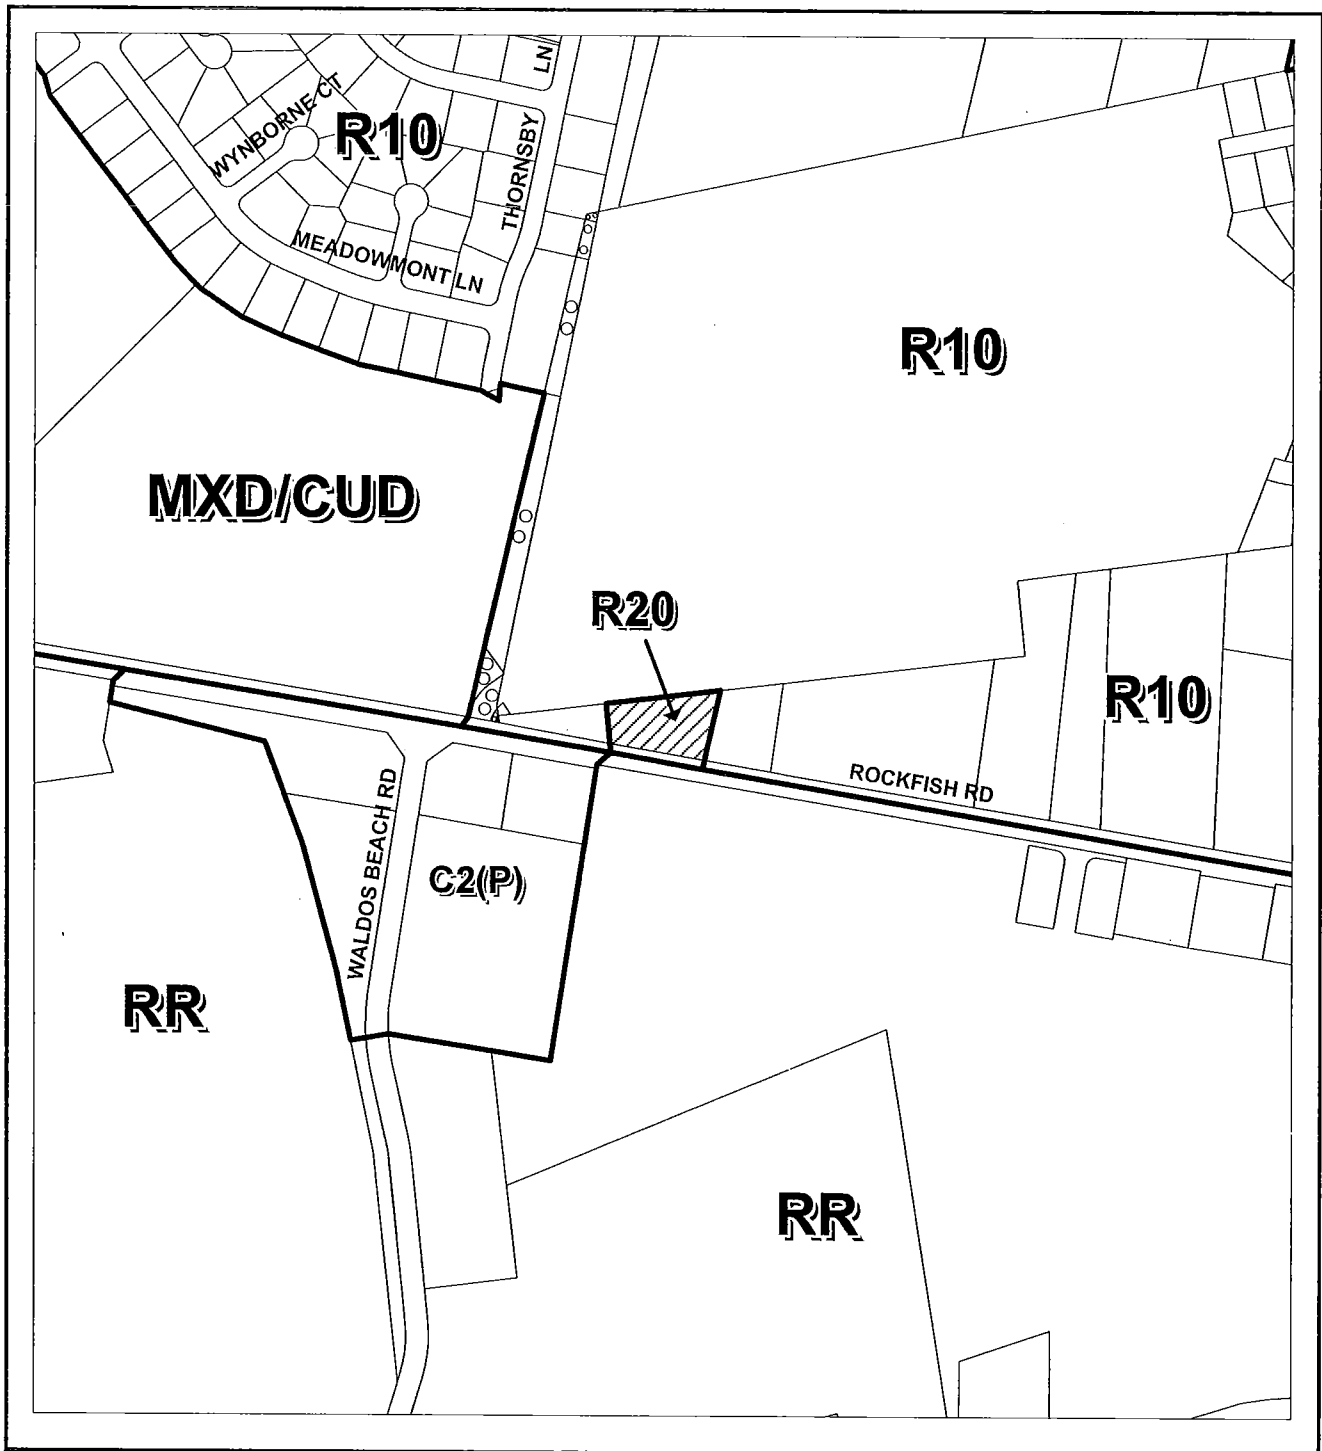 LN
WYNBORNE CT
R10
THORNSBY
MEADOWMONT LN
R10
MXD/CUD
R20
R10
ROCKFISH RD
WALDOS BEACH RD
C2(P)
RR
RR